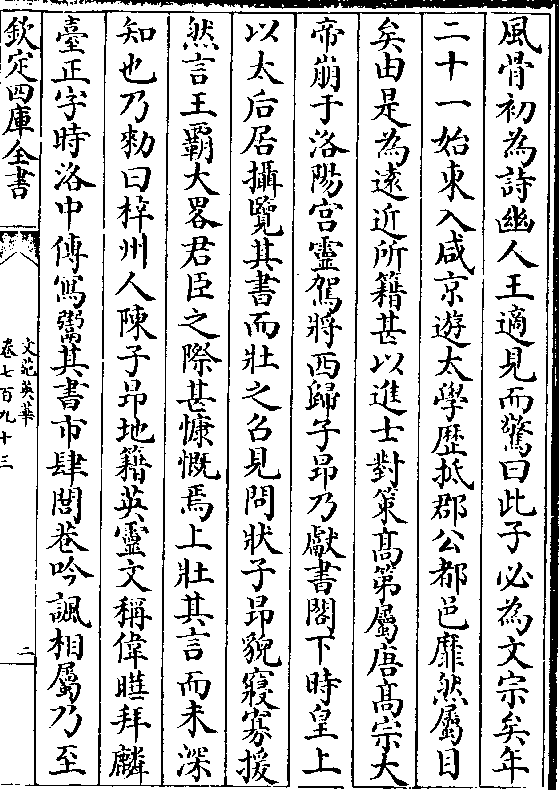 風骨初為詩幽人王適見而驚曰此子必為文宗矣年
二十一始東入咸京遊太學歴抵郡公都邑靡然屬目
矣由是為遠近所籍甚以進士對策髙第屬唐髙宗大
帝崩于洛陽宫靈駕將西歸子昂乃獻書闕下時皇上
以太后居攝覽其書而壯之召見問狀子昂貌寢寡援
然言王霸大畧君臣之際甚慷慨焉上壯其言而未深
知也乃勅曰梓州人陳子昂地籍英靈文稱偉曄拜麟
臺正字時洛中傳寫鬻其書市肆閭巷吟諷相屬乃至
欽定四庫全書
文苑英華
卷七百九十三
二